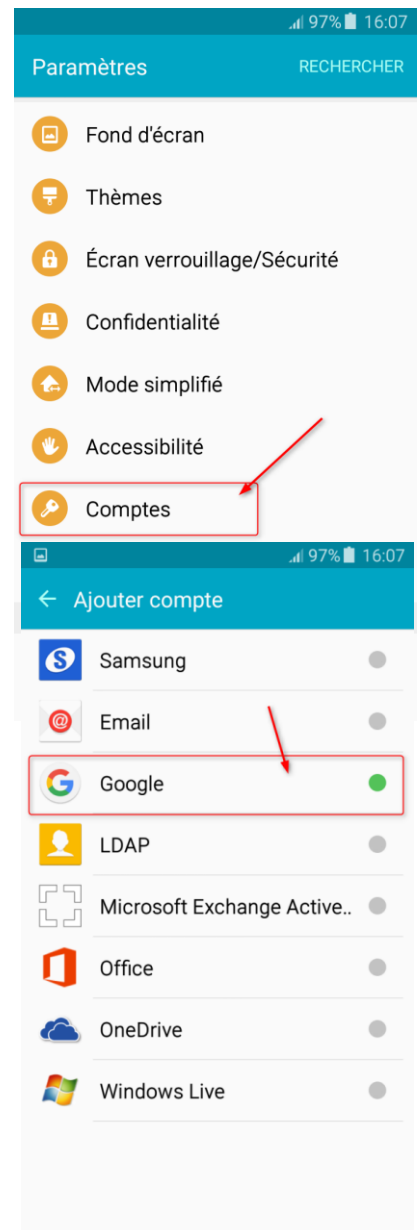 97% 16:07
Paramètres RECHERCHER
Fond d'écran
Thèmes
Écran verrouillage/Sécurité
Confidentialité
Mode simplifié
Accessibilité
Comptes
97% 16:07
Ajouter compte
Samsung
Email
Google
LDAP
Microsoft Exchange Active..
Office
OneDrive
Windows Live